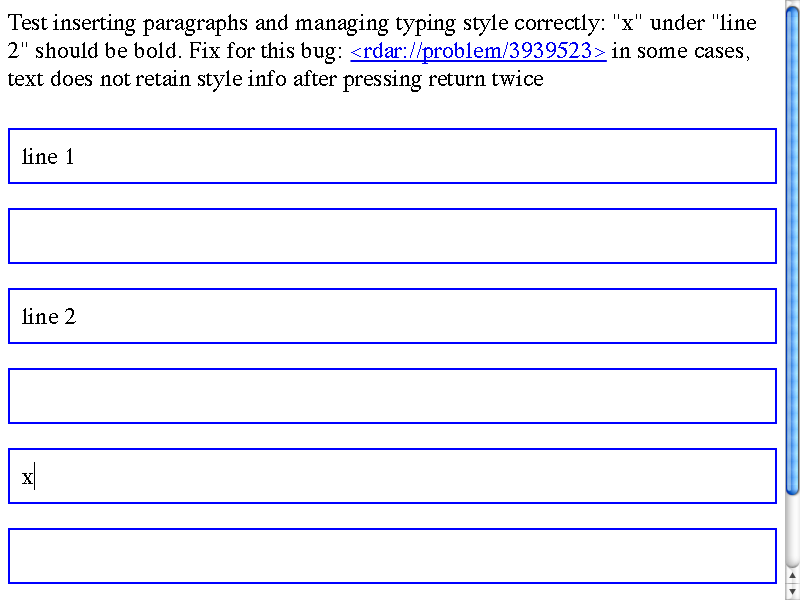 Test inserting paragraphs and managing typing style correctly: "x" under "line
2" should be bold. Fix for this bug: <rdar://problem/3939523> in some cases,
text does not retain style info after pressing return twice
line 1
line 2
x